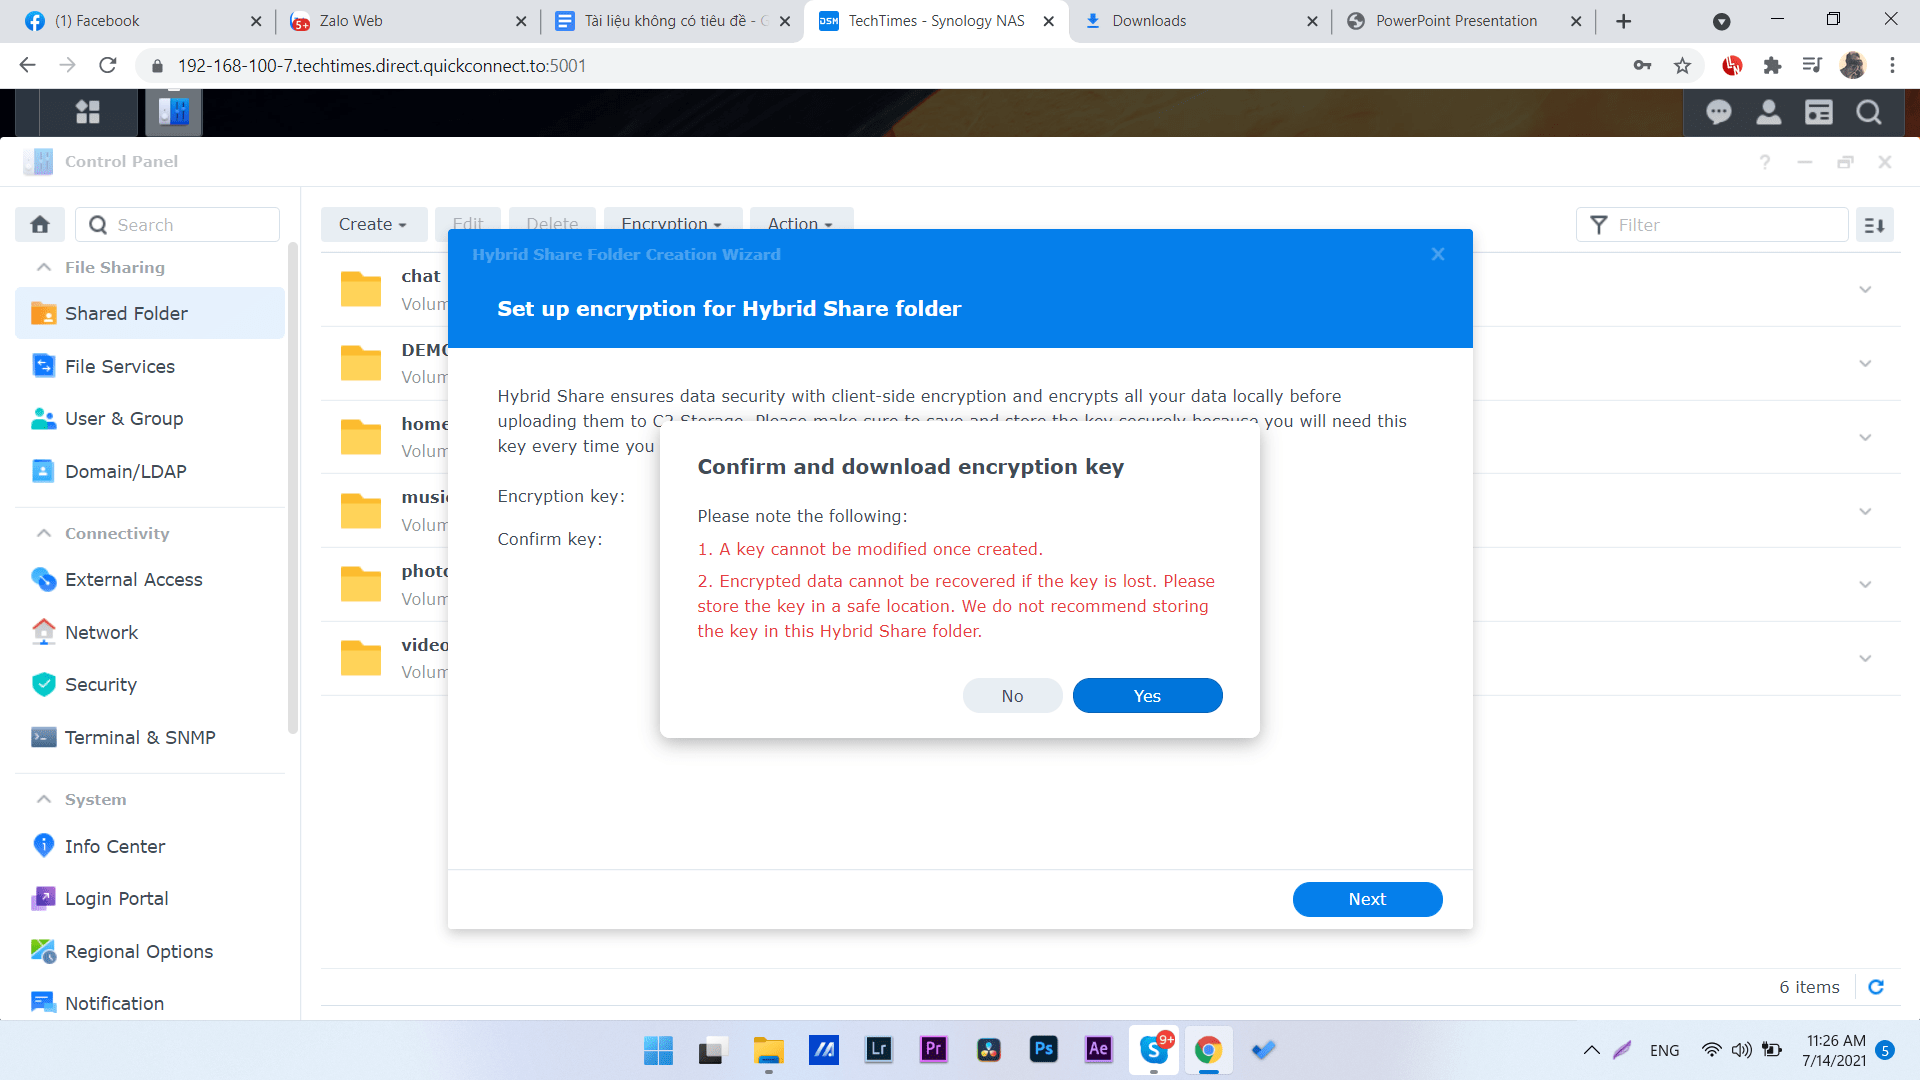 (1) Facebook
Zalo Web
Tài liệu không có tiêu đề -
TechTimes - Synology NAS
Downloads
PowerPoint Presentation
192-168-100-7.techtimes.direct.quickconnect.to:5001
Control Panel
Search
Create
Edit
Delete
Encryption
Action
Filter
File Sharing
Shared Folder
File Services
User & Group
Domain/LDAP
Connectivity
External Access
Network
Security
Terminal & SNMP
System
Info Center
Login Portal
Regional Options
Notification
chat
Volum
DEMO
Volum
home
Volum
music
Volum
photo
Volum
video
Volum
Hybrid Share Folder Creation Wizard
Set up encryption for Hybrid Share folder
Hybrid Share ensures data security with client-side encryption and encrypts all your data locally before
uploading them to C2 Storage. Please make sure to save and store the key securely because you will need this
key every time you
Encryption key:
Confirm key:
Confirm and download encryption key
Please note the following:
1. A key cannot be modified once created.
2. Encrypted data cannot be recovered if the key is lost. Please
store the key in a safe location. We do not recommend storing
the key in this Hybrid Share folder.
No
Yes
Next
6 items
Lr
Pr
Ps
Ae
9+
ENG
11:26 AM
7/14/2021
5